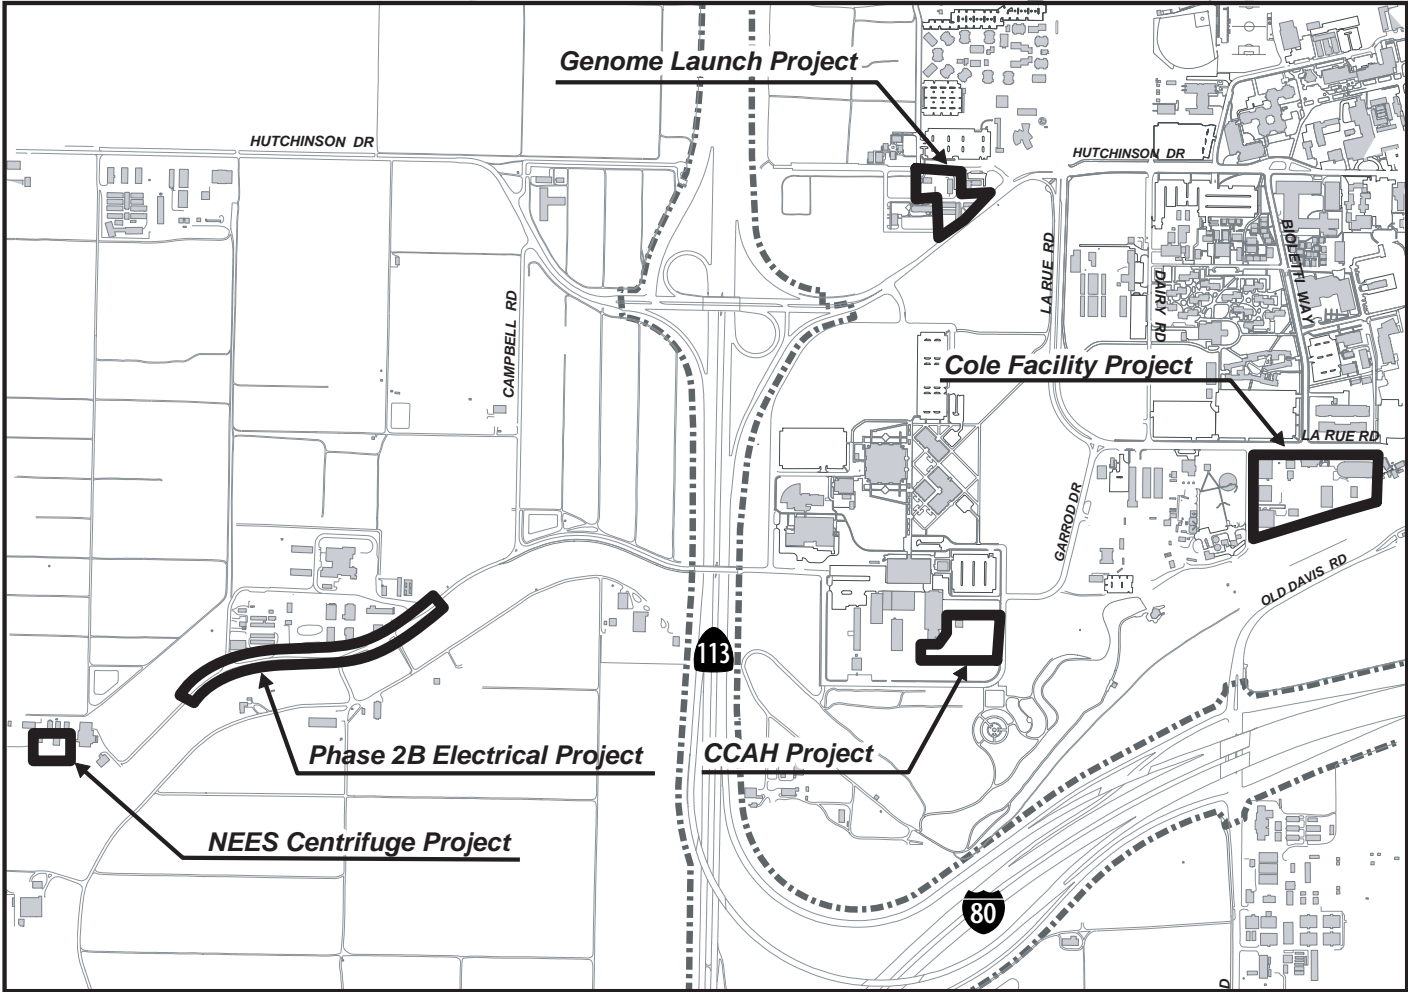 Genome Launch Project
HUTCHINSON DR
HUTCHINSON DR
LA RUE RD
DAIRY RD
BIOLETTI WAY
CAMPBELL RD
Cole Facility Project
LA RUE RD
GARROD DR
OLD DAVIS RD
113
Phase 2B Electrical Project
CCAH Project
NEES Centrifuge Project
80
D